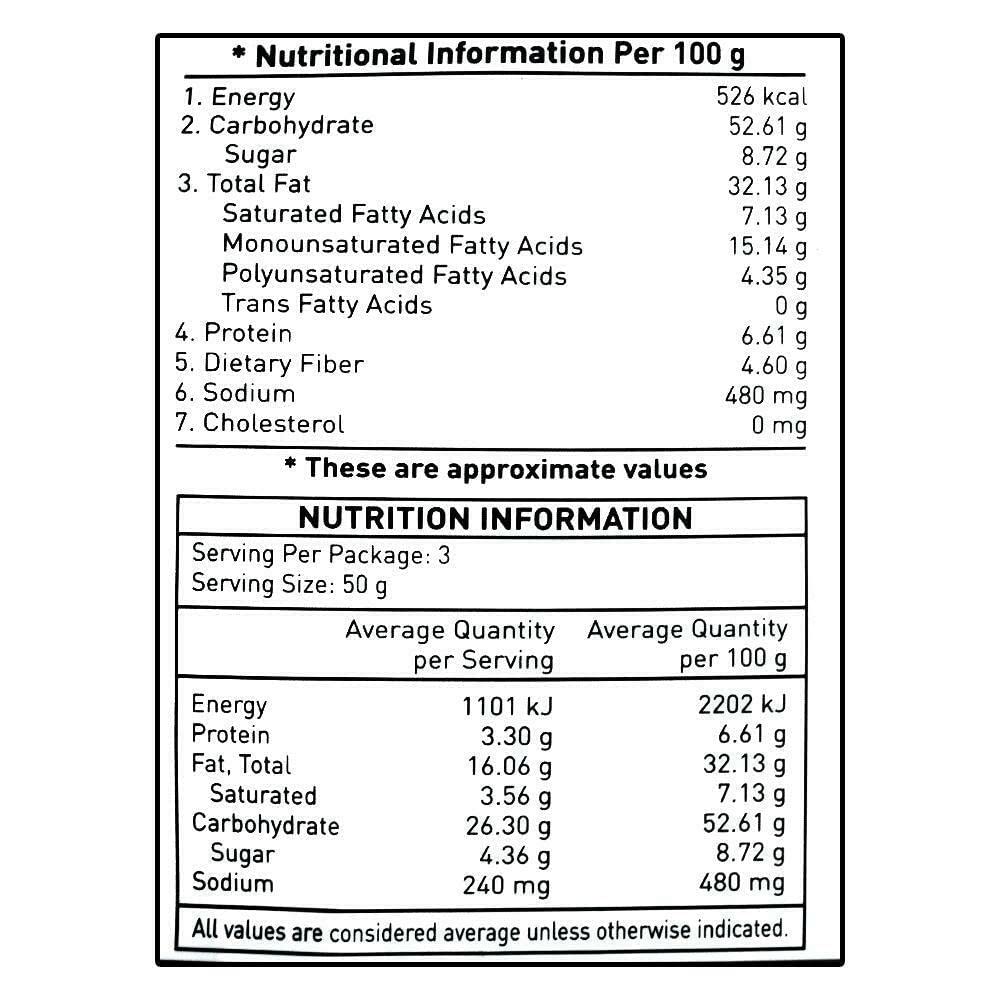 * Nutritional Information Per 100 g
1. Energy 526 kcal
2. Carbohydrate 52.61 g
Sugar 8.72 g
3. Total Fat 32.13 g
Saturated Fatty Acids 7.13 g
Monounsaturated Fatty Acids 15.14 g
Polyunsaturated Fatty Acids 4.35 g
Trans Fatty Acids 0 g
4. Protein 6.61 g
5. Dietary Fiber 4.60 g
6. Sodium 480 mg
7. Cholesterol 0 mg
* These are approximate values
NUTRITION INFORMATION
Serving Per Package: 3
Serving Size: 50 g
Average Quantity Average Quantity
per Serving per 100 g
Energy 1101 kJ 2202 kJ
Protein 3.30 g 6.61 g
Fat, Total 16.06 g 32.13 g
Saturated 3.56 g 7.13 g
Carbohydrate 26.30 g 52.61 g
Sugar 4.36 g 8.72 g
Sodium 240 mg 480 mg
All values are considered average unless otherwise indicated.